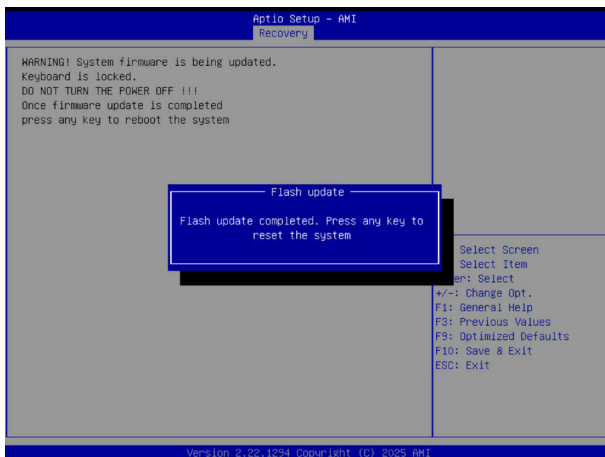 Aptio Setup – AMI
Recovery
WARNING! System firmware is being updated.
Keyboard is locked.
DO NOT TURN THE POWER OFF !!!
Once firmware update is completed
press any key to reboot the system
Flash update
Flash update completed. Press any key to
reset the system
Select Screen
Select Item
er: Select
+/-: Change Opt.
F1: General Help
F3: Previous Values
F9: Optimized Defaults
F10: Save & Exit
ESC: Exit
Version 2.22.1294 Copyright (C) 2025 AMI